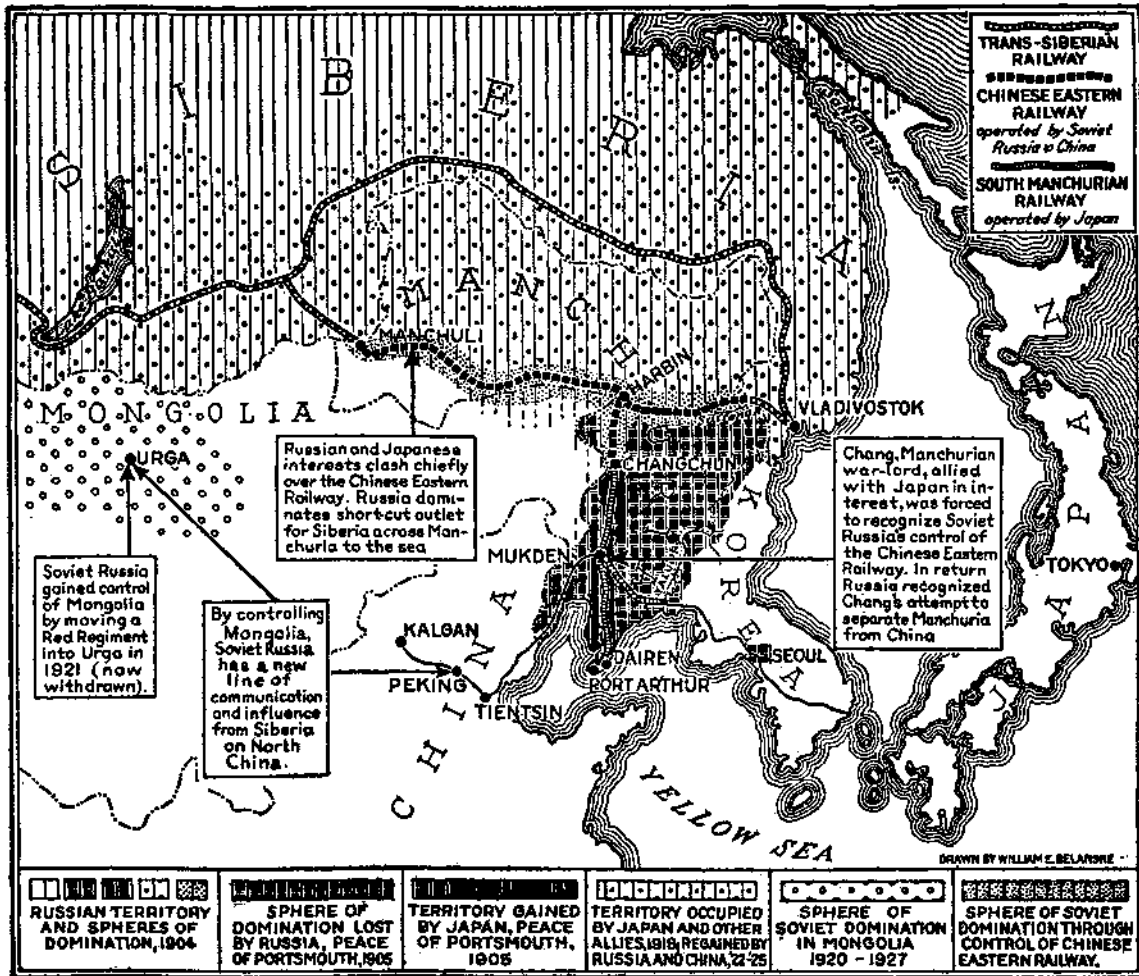 SIBERIA
TRANS-SIBERIAN
RAILWAY
CHINESE EASTERN
RAILWAY
operated by Soviet
Russia & China
SOUTH MANCHURIAN
RAILWAY
operated by Japan
MANCHURIA
MANCHULI
HARBIN
MONGOLIA
URGA
VLADIVOSTOK
CHANGCHUN
Russian and Japanese
interests clash chiefly
over the Chinese Eastern
Railway. Russia domi-
nates short-cut outlet
for Siberia across Man-
churia to the sea
Chang, Manchurian
war-lord, allied
with Japan in in-
terest, was forced
to recognize Soviet
Russia's control of
the Chinese Eastern
Railway. In return
Russia recognized
Chang's attempt to
separate Manchuria
from China
MUKDEN
Soviet Russia
gained control
of Mongolia
by moving a
Red Regiment
into Urga in
1921 (now
withdrawn).
By controlling
Mongolia,
Soviet Russia
has a new
line of
communication
and influence
from Siberia
on North
China.
KALGAN
PEKING
TIENTSIN
CHINA
DAIREN
PORT ARTHUR
KOREA
SEOUL
JAPAN
TOKYO
YELLOW SEA
DRAWN BY WILLIAM E. BELANSKE -
RUSSIAN TERRITORY
AND SPHERES OF
DOMINATION, 1904
SPHERE OF
DOMINATION LOST
BY RUSSIA, PEACE
OF PORTSMOUTH, 1905
TERRITORY GAINED
BY JAPAN, PEACE
OF PORTSMOUTH,
1905
TERRITORY OCCUPIED
BY JAPAN AND OTHER
ALLIES, 1918, REGAINED BY
RUSSIA AND CHINA, '22-'25
SPHERE OF
SOVIET DOMINATION
IN MONGOLIA
1920-1927
SPHERE OF SOVIET
DOMINATION THROUGH
CONTROL OF CHINESE
EASTERN RAILWAY.